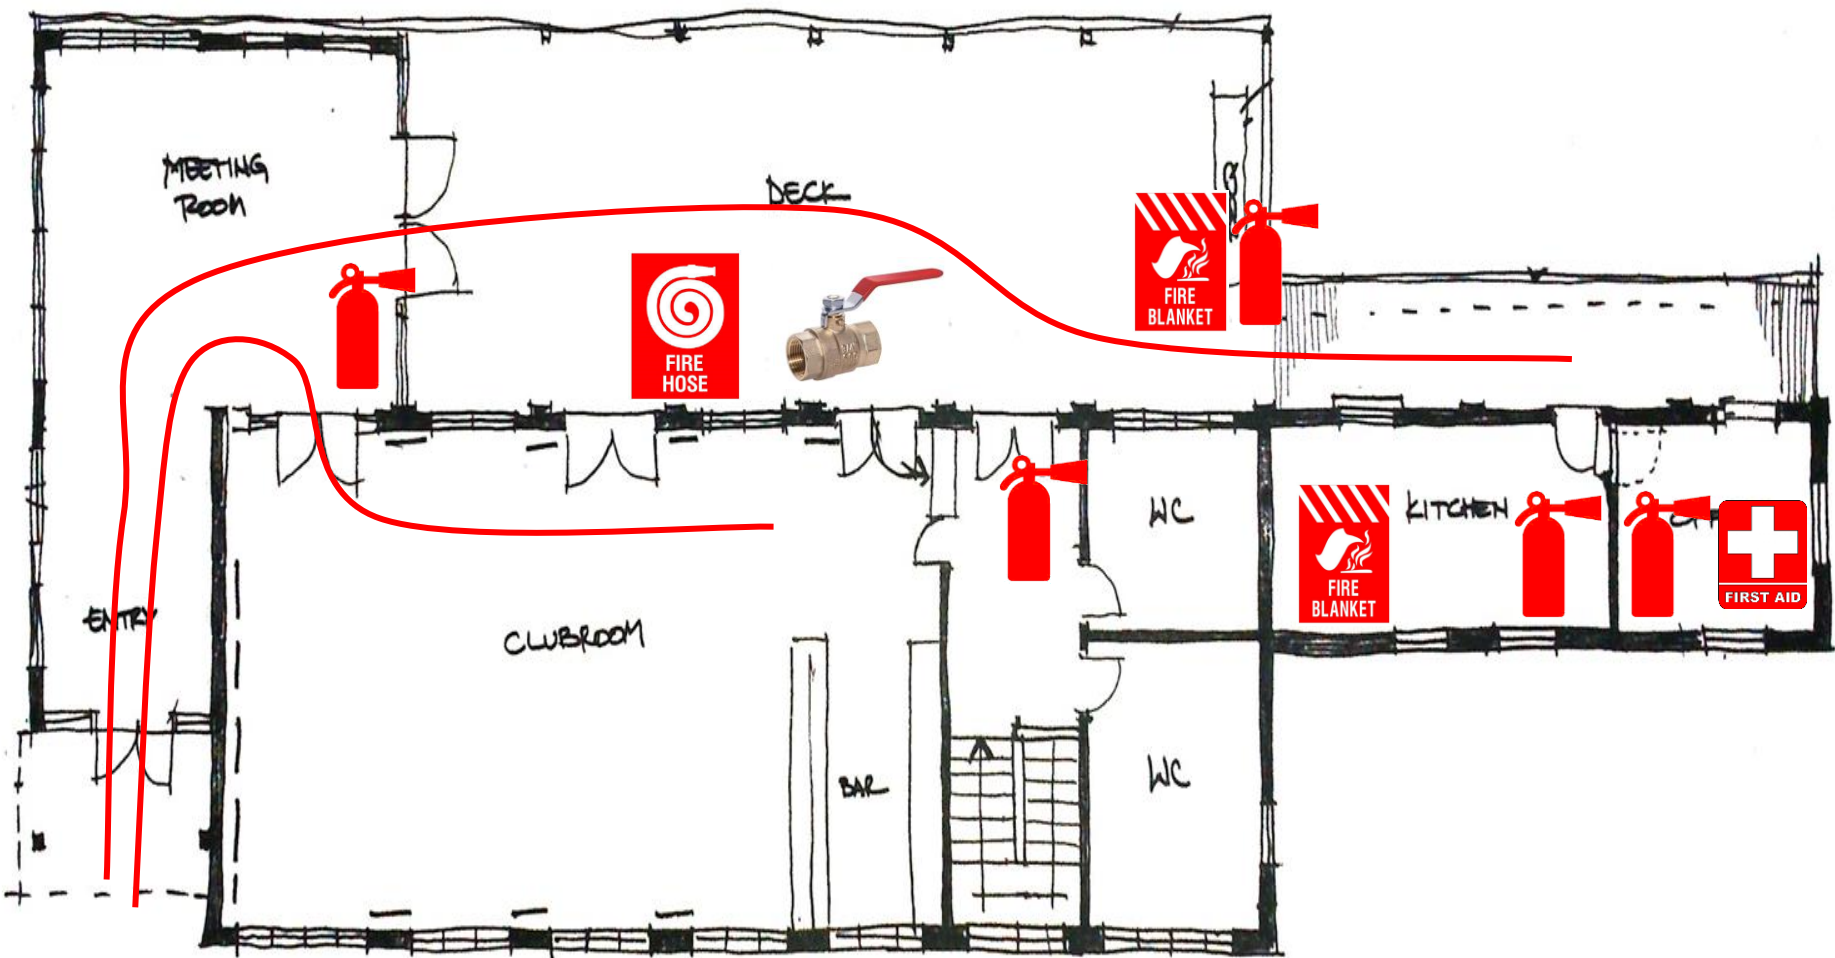 MEETING
ROOM
DECK
FIRE
BLANKET
FIRE
HOSE
WC
KITCHEN
FIRE
BLANKET
FIRST AID
ENTRY
CLUBROOM
BAR
WC